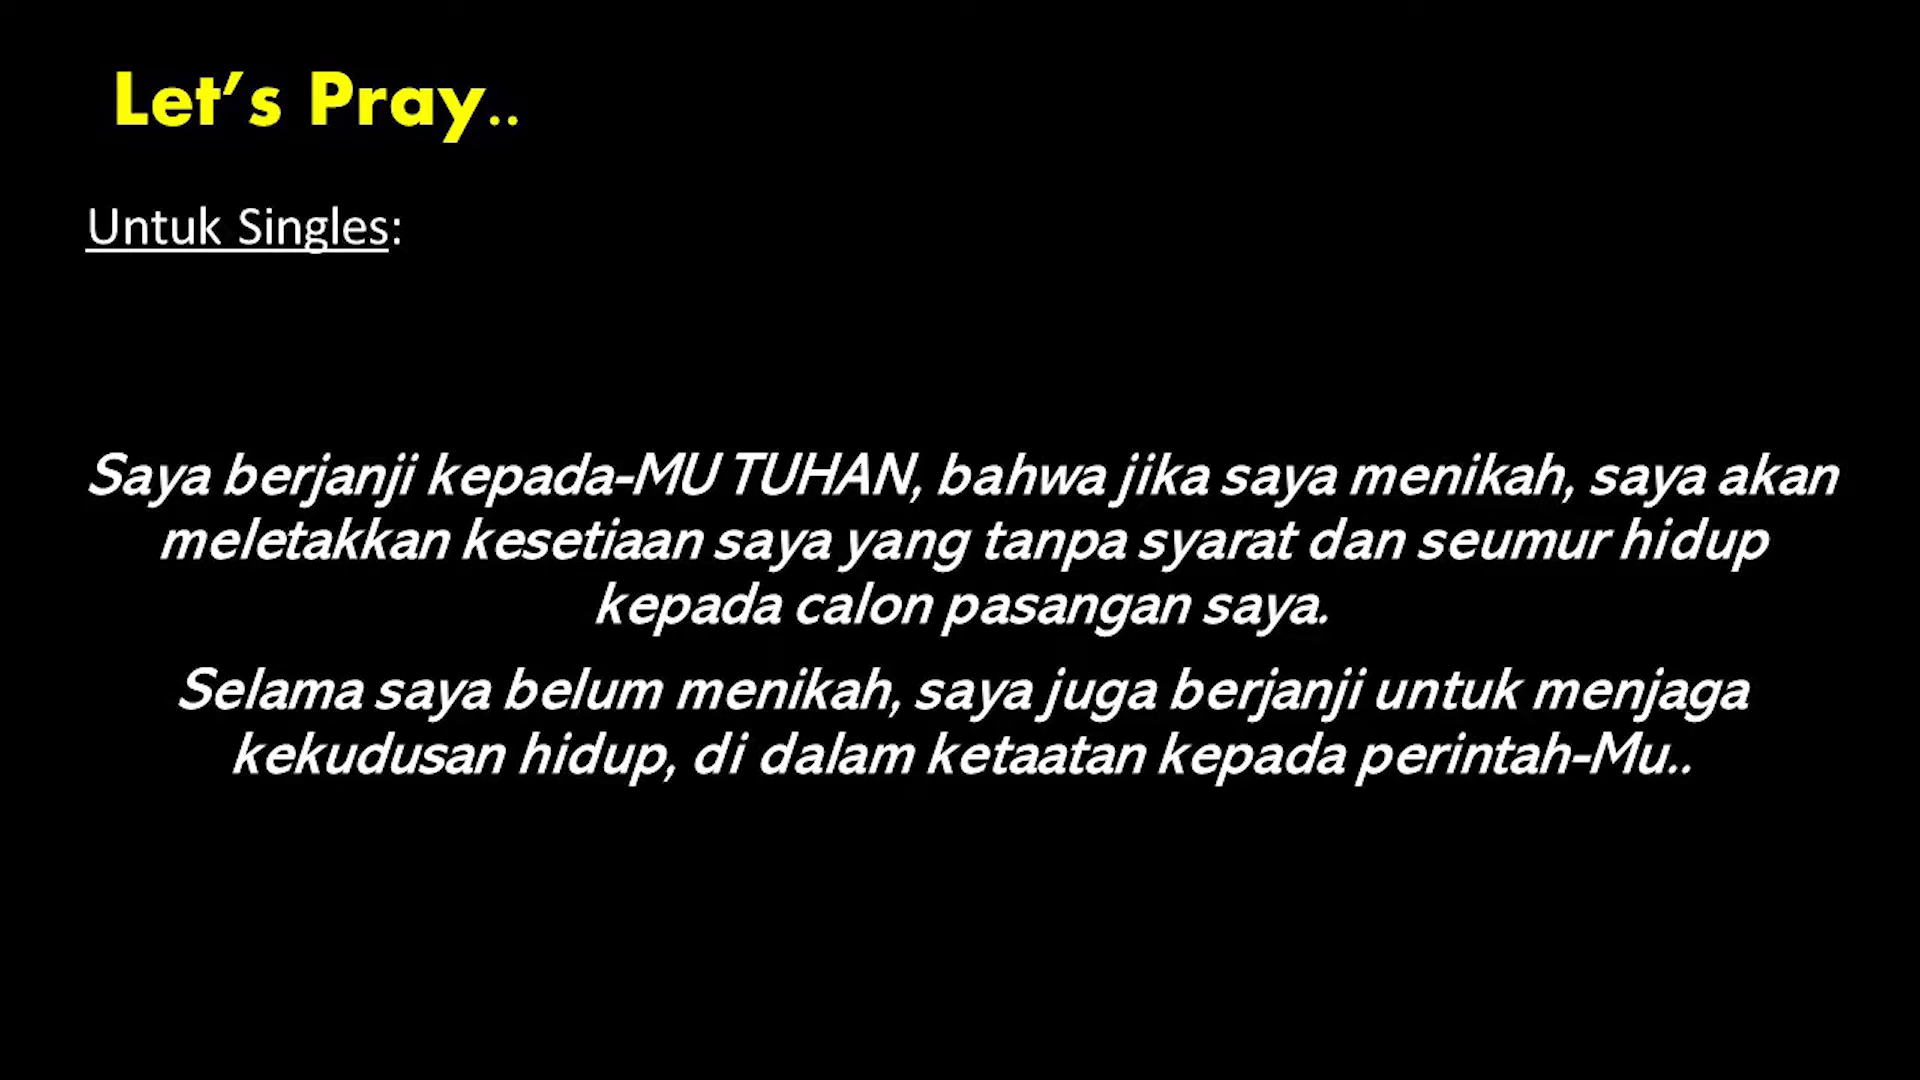 Let's Pray..
Untuk Singles:
Saya berjanji kepada-MU TUHAN, bahwa jika saya menikah, saya akan
meletakkan kesetiaan saya yang tanpa syarat dan seumur hidup
kepada calon pasangan saya.
Selama saya belum menikah, saya juga berjanji untuk menjaga
kekudusan hidup, di dalam ketaatan kepada perintah-Mu..